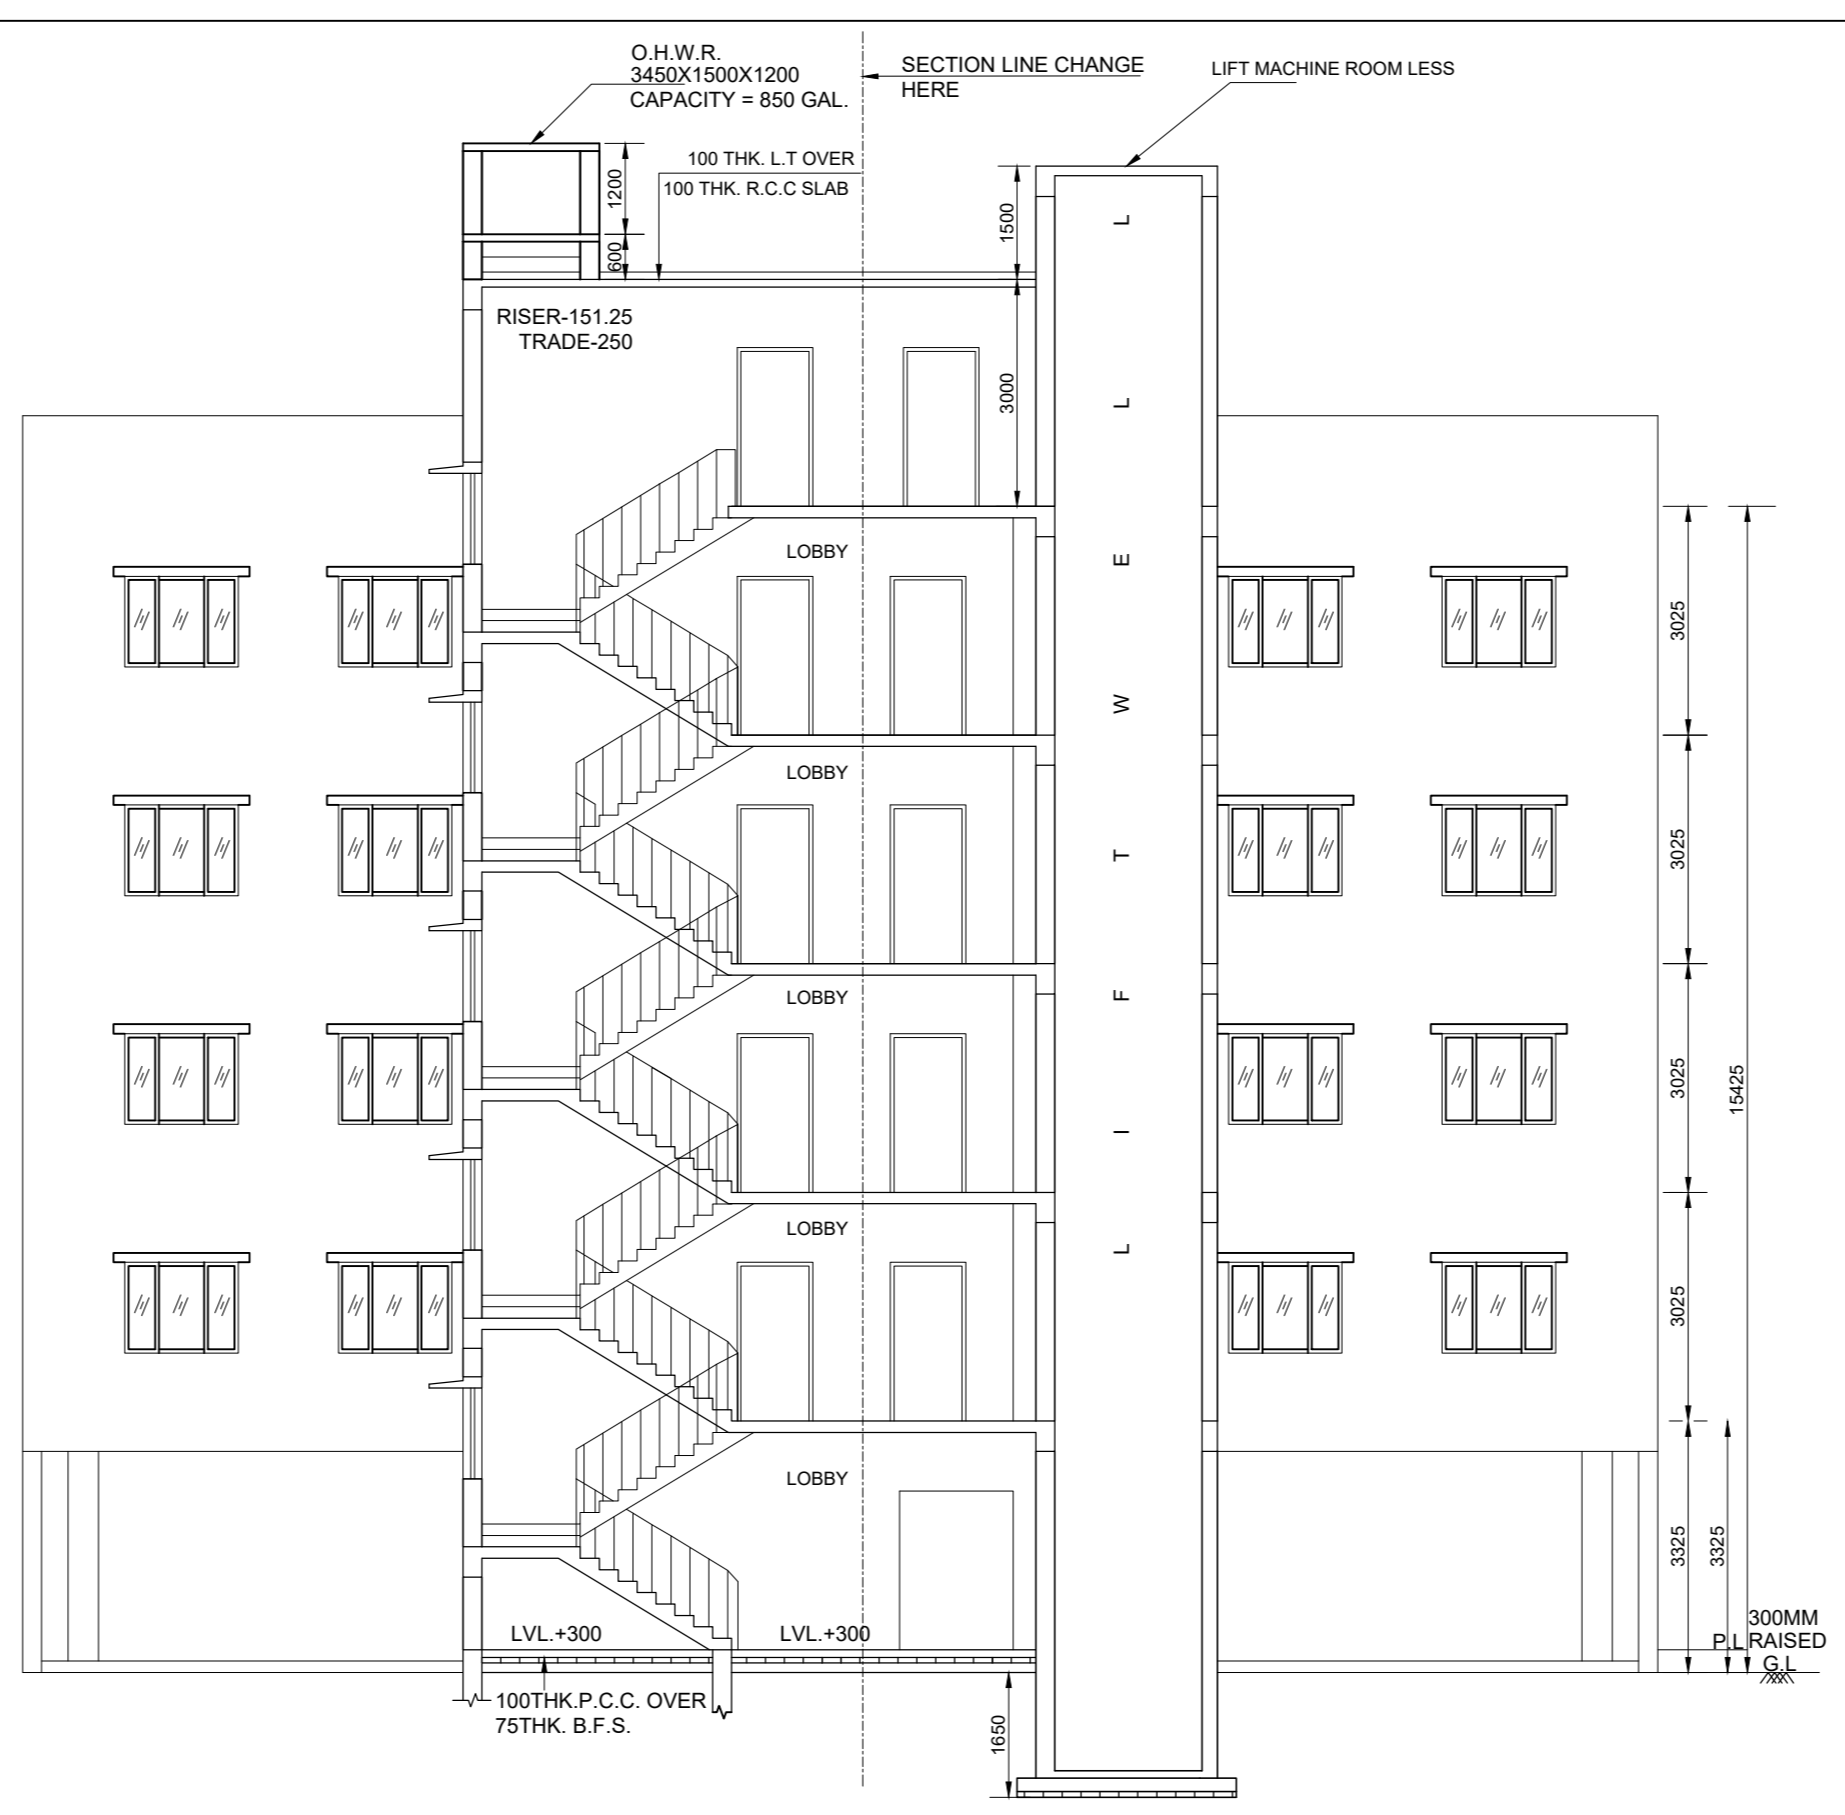 O.H.W.R.
3450X1500X1200
CAPACITY = 850 GAL.
SECTION LINE CHANGE
HERE
LIFT MACHINE ROOM LESS
100 THK. L.T OVER
100 THK. R.C.C SLAB
1200
600
1500
RISER-151.25
TRADE-250
3000
LOBBY
LOBBY
LOBBY
LOBBY
LOBBY
L I F T W E L L
3025
3025
3025
3025
15425
3325
3325
LVL.+300
LVL.+300
300MM
P.L RAISED
G.L
100THK.P.C.C. OVER
75THK. B.F.S.
1650